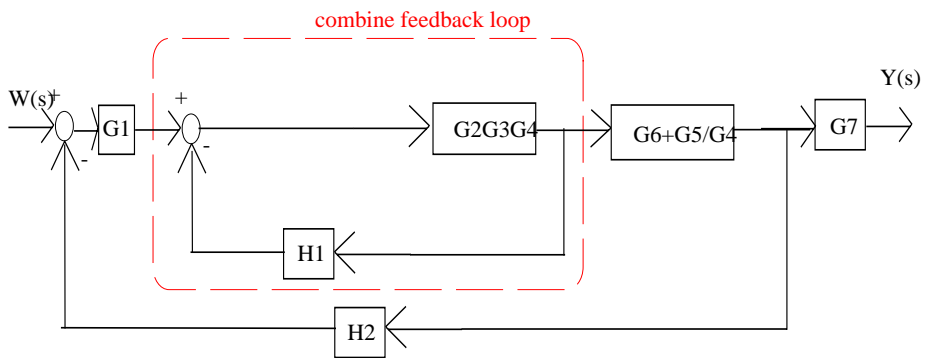 combine feedback loop
W(s)
+
-
G1
+
-
G2G3G4
G6+G5/G4
G7
Y(s)
H1
H2